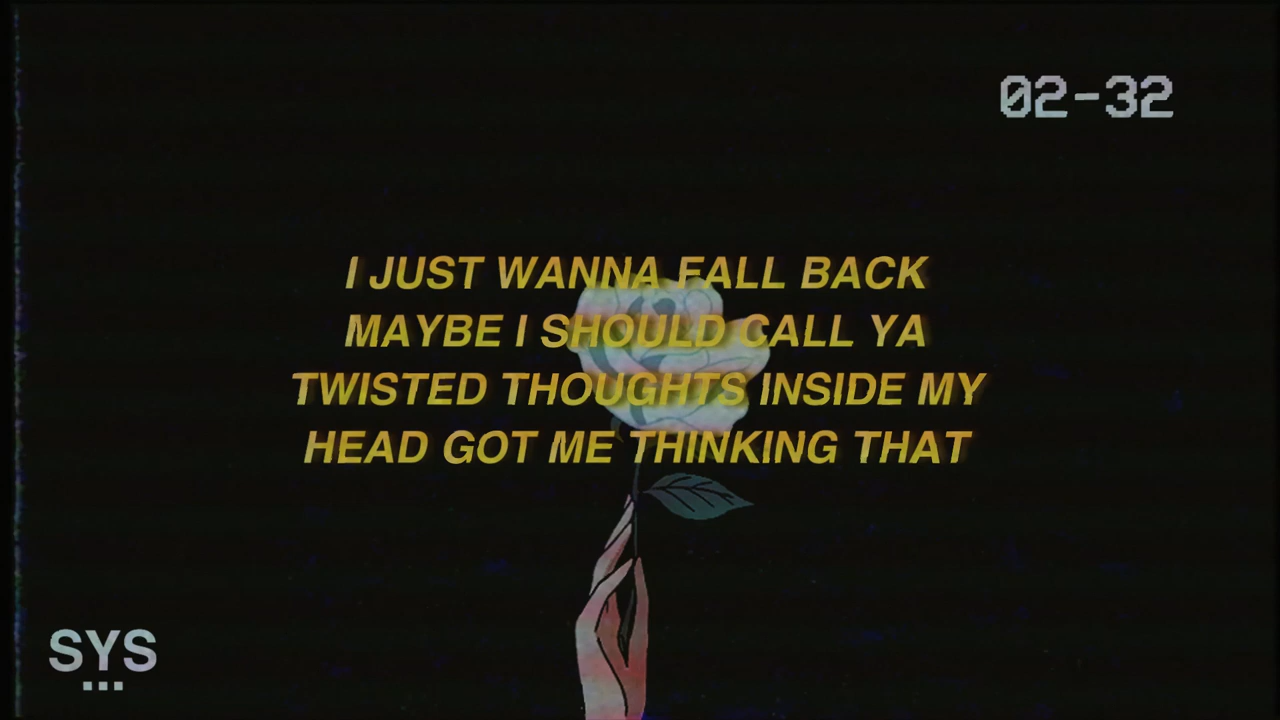 02-32
I JUST WANNA FALL BACK
MAYBE I SHOULD CALL YA
TWISTED THOUGHTS INSIDE MY
HEAD GOT ME THINKING THAT
SYS
...